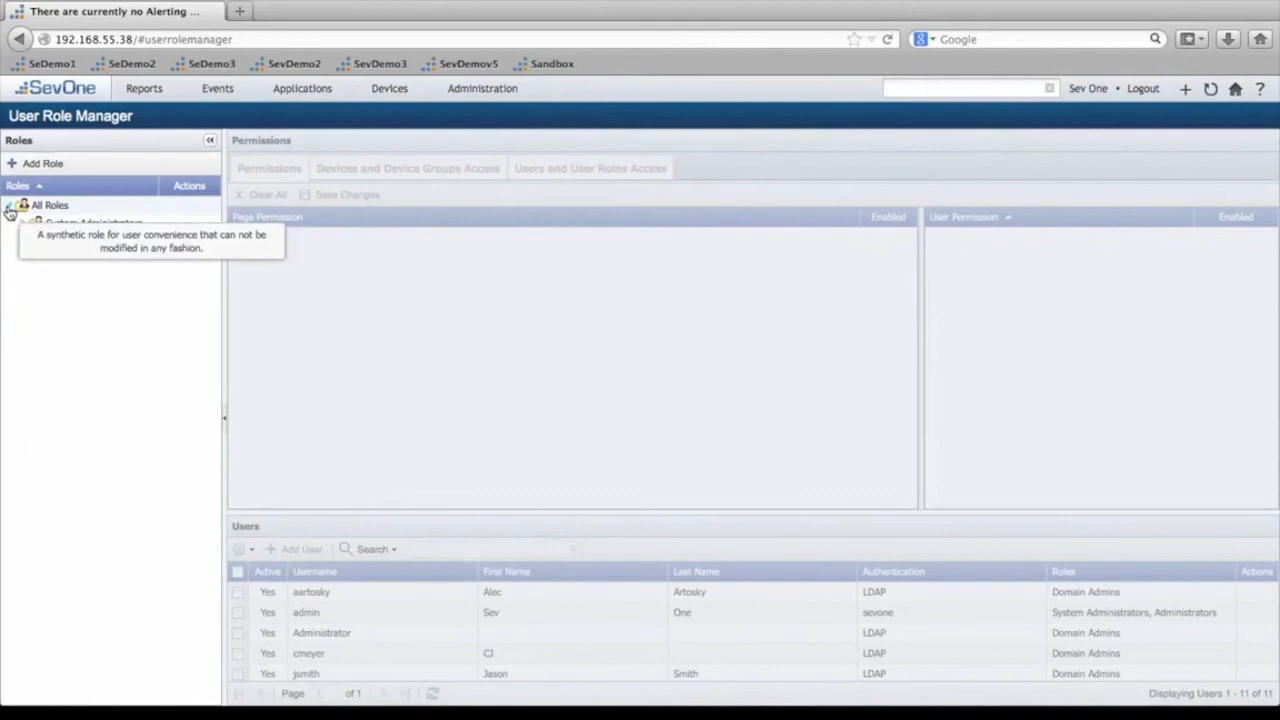 There are currently no Alerting ...
192.168.55.38/#userrolemanager
Google
SeDemo1 SeDemo2 SeDemo3 SevDemo2 SevDemo3 SevDemov5 Sandbox
SevOne Reports Events Applications Devices Administration Sev One • Logout
User Role Manager
Roles
Permissions
Add Role
Permissions Devices and Device Groups Access Users and User Roles Access
Roles Actions
Clear All Save Changes
All Roles
Page Permission Enabled User Permission Enabled
System Administrators
A synthetic role for user convenience that can not be
modified in any fashion.
Users
Add User Search
Active Username First Name Last Name Authentication Roles Actions
Yes aartosky Alec Artosky LDAP Domain Admins
Yes admin Sev One sevone System Administrators, Administrators
Yes Administrator LDAP Domain Admins
Yes cmeyer CJ LDAP Domain Admins
Yes jsmith Jason Smith LDAP Domain Admins
Page 1 of 1 Displaying Users 1 - 11 of 11